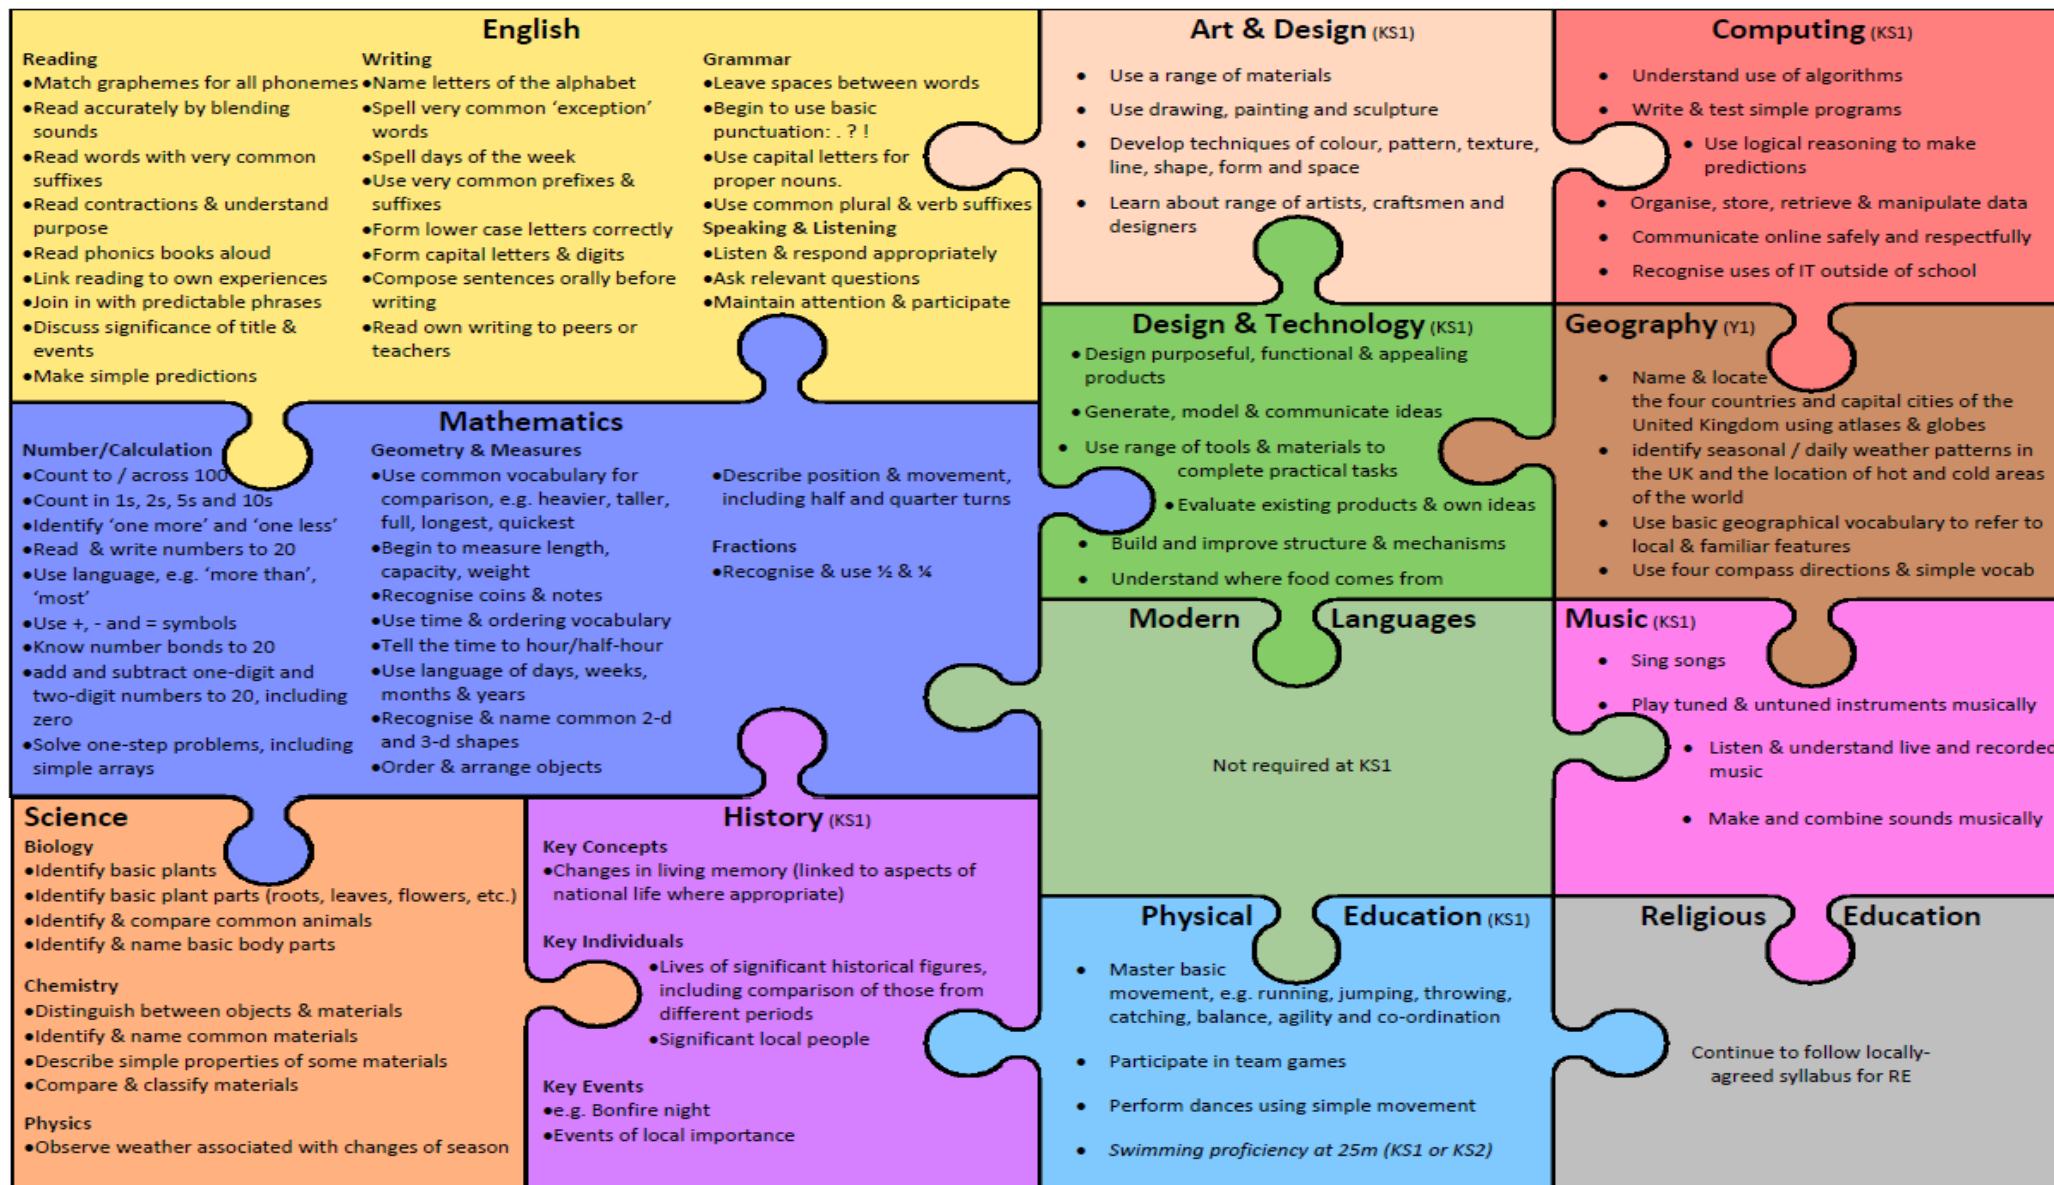 English
Reading
•Match graphemes for all phonemes
•Read accurately by blending
sounds
•Read words with very common
suffixes
•Read contractions & understand
purpose
•Read phonics books aloud
•Link reading to own experiences
•Join in with predictable phrases
•Discuss significance of title &
events
•Make simple predictions
Writing
•Name letters of the alphabet
•Spell very common ‘exception’
words
•Spell days of the week
•Use very common prefixes &
suffixes
•Form lower case letters correctly
•Form capital letters & digits
•Compose sentences orally before
writing
•Read own writing to peers or
teachers
Grammar
•Leave spaces between words
•Begin to use basic
punctuation: . ? !
•Use capital letters for
proper nouns.
•Use common plural & verb suffixes
Speaking & Listening
•Listen & respond appropriately
•Ask relevant questions
•Maintain attention & participate
Art & Design (KS1)
• Use a range of materials
• Use drawing, painting and sculpture
• Develop techniques of colour, pattern, texture,
line, shape, form and space
• Learn about range of artists, craftsmen and
designers
Computing (KS1)
• Understand use of algorithms
• Write & test simple programs
• Use logical reasoning to make
predictions
• Organise, store, retrieve & manipulate data
• Communicate online safely and respectfully
• Recognise uses of IT outside of school
Mathematics
Number/Calculation
•Count to / across 100
•Count in 1s, 2s, 5s and 10s
•Identify ‘one more’ and ‘one less’
•Read & write numbers to 20
•Use language, e.g. ‘more than’,
‘most’
•Use +, - and = symbols
•Know number bonds to 20
•add and subtract one-digit and
two-digit numbers to 20, including
zero
•Solve one-step problems, including
simple arrays
Geometry & Measures
•Use common vocabulary for
comparison, e.g. heavier, taller,
full, longest, quickest
•Begin to measure length,
capacity, weight
•Recognise coins & notes
•Use time & ordering vocabulary
•Tell the time to hour/half-hour
•Use language of days, weeks,
months & years
•Recognise & name common 2-d
and 3-d shapes
•Order & arrange objects
•Describe position & movement,
including half and quarter turns
Fractions
•Recognise & use ½ & ¼
Design & Technology (KS1)
• Design purposeful, functional & appealing
products
• Generate, model & communicate ideas
• Use range of tools & materials to
complete practical tasks
• Evaluate existing products & own ideas
• Build and improve structure & mechanisms
• Understand where food comes from
Geography (Y1)
• Name & locate
the four countries and capital cities of the
United Kingdom using atlases & globes
• identify seasonal / daily weather patterns in
the UK and the location of hot and cold areas
of the world
• Use basic geographical vocabulary to refer to
local & familiar features
• Use four compass directions & simple vocab
Modern Languages
Not required at KS1
Music (KS1)
• Sing songs
• Play tuned & untuned instruments musically
• Listen & understand live and recorded
music
• Make and combine sounds musically
Science
Biology
•Identify basic plants
•Identify basic plant parts (roots, leaves, flowers, etc.)
•Identify & compare common animals
•Identify & name basic body parts
Chemistry
•Distinguish between objects & materials
•Identify & name common materials
•Describe simple properties of some materials
•Compare & classify materials
Physics
•Observe weather associated with changes of season
History (KS1)
Key Concepts
•Changes in living memory (linked to aspects of
national life where appropriate)
Key Individuals
•Lives of significant historical figures,
including comparison of those from
different periods
•Significant local people
Key Events
•e.g. Bonfire night
•Events of local importance
Physical Education (KS1)
• Master basic
movement, e.g. running, jumping, throwing,
catching, balance, agility and co-ordination
• Participate in team games
• Perform dances using simple movement
• Swimming proficiency at 25m (KS1 or KS2)
Religious Education
Continue to follow locally-
agreed syllabus for RE